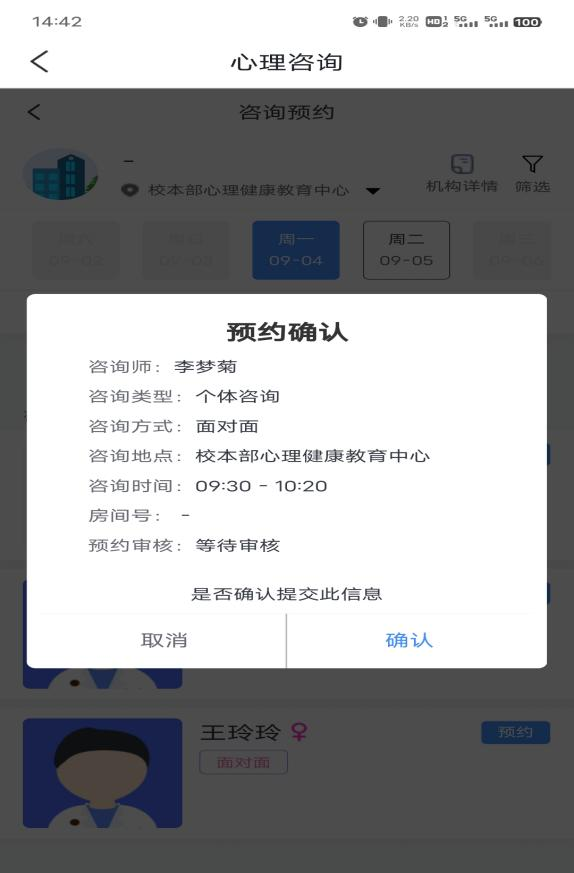 14:42
2.20 KB/s HD 1 2 5G 5G 100
心理咨询
咨询预约
-
校本部心理健康教育中心
机构详情 筛选
周六 周日 周一 周二 周三
09-02 09-03 09-04 09-05 09-06
预约确认
咨询师: 李梦菊
咨询类型: 个体咨询
咨询方式: 面对面
咨询地点: 校本部心理健康教育中心
咨询时间: 09:30 - 10:20
房间号: -
预约审核: 等待审核
是否确认提交此信息
取消 确认
王玲玲 预约
面对面